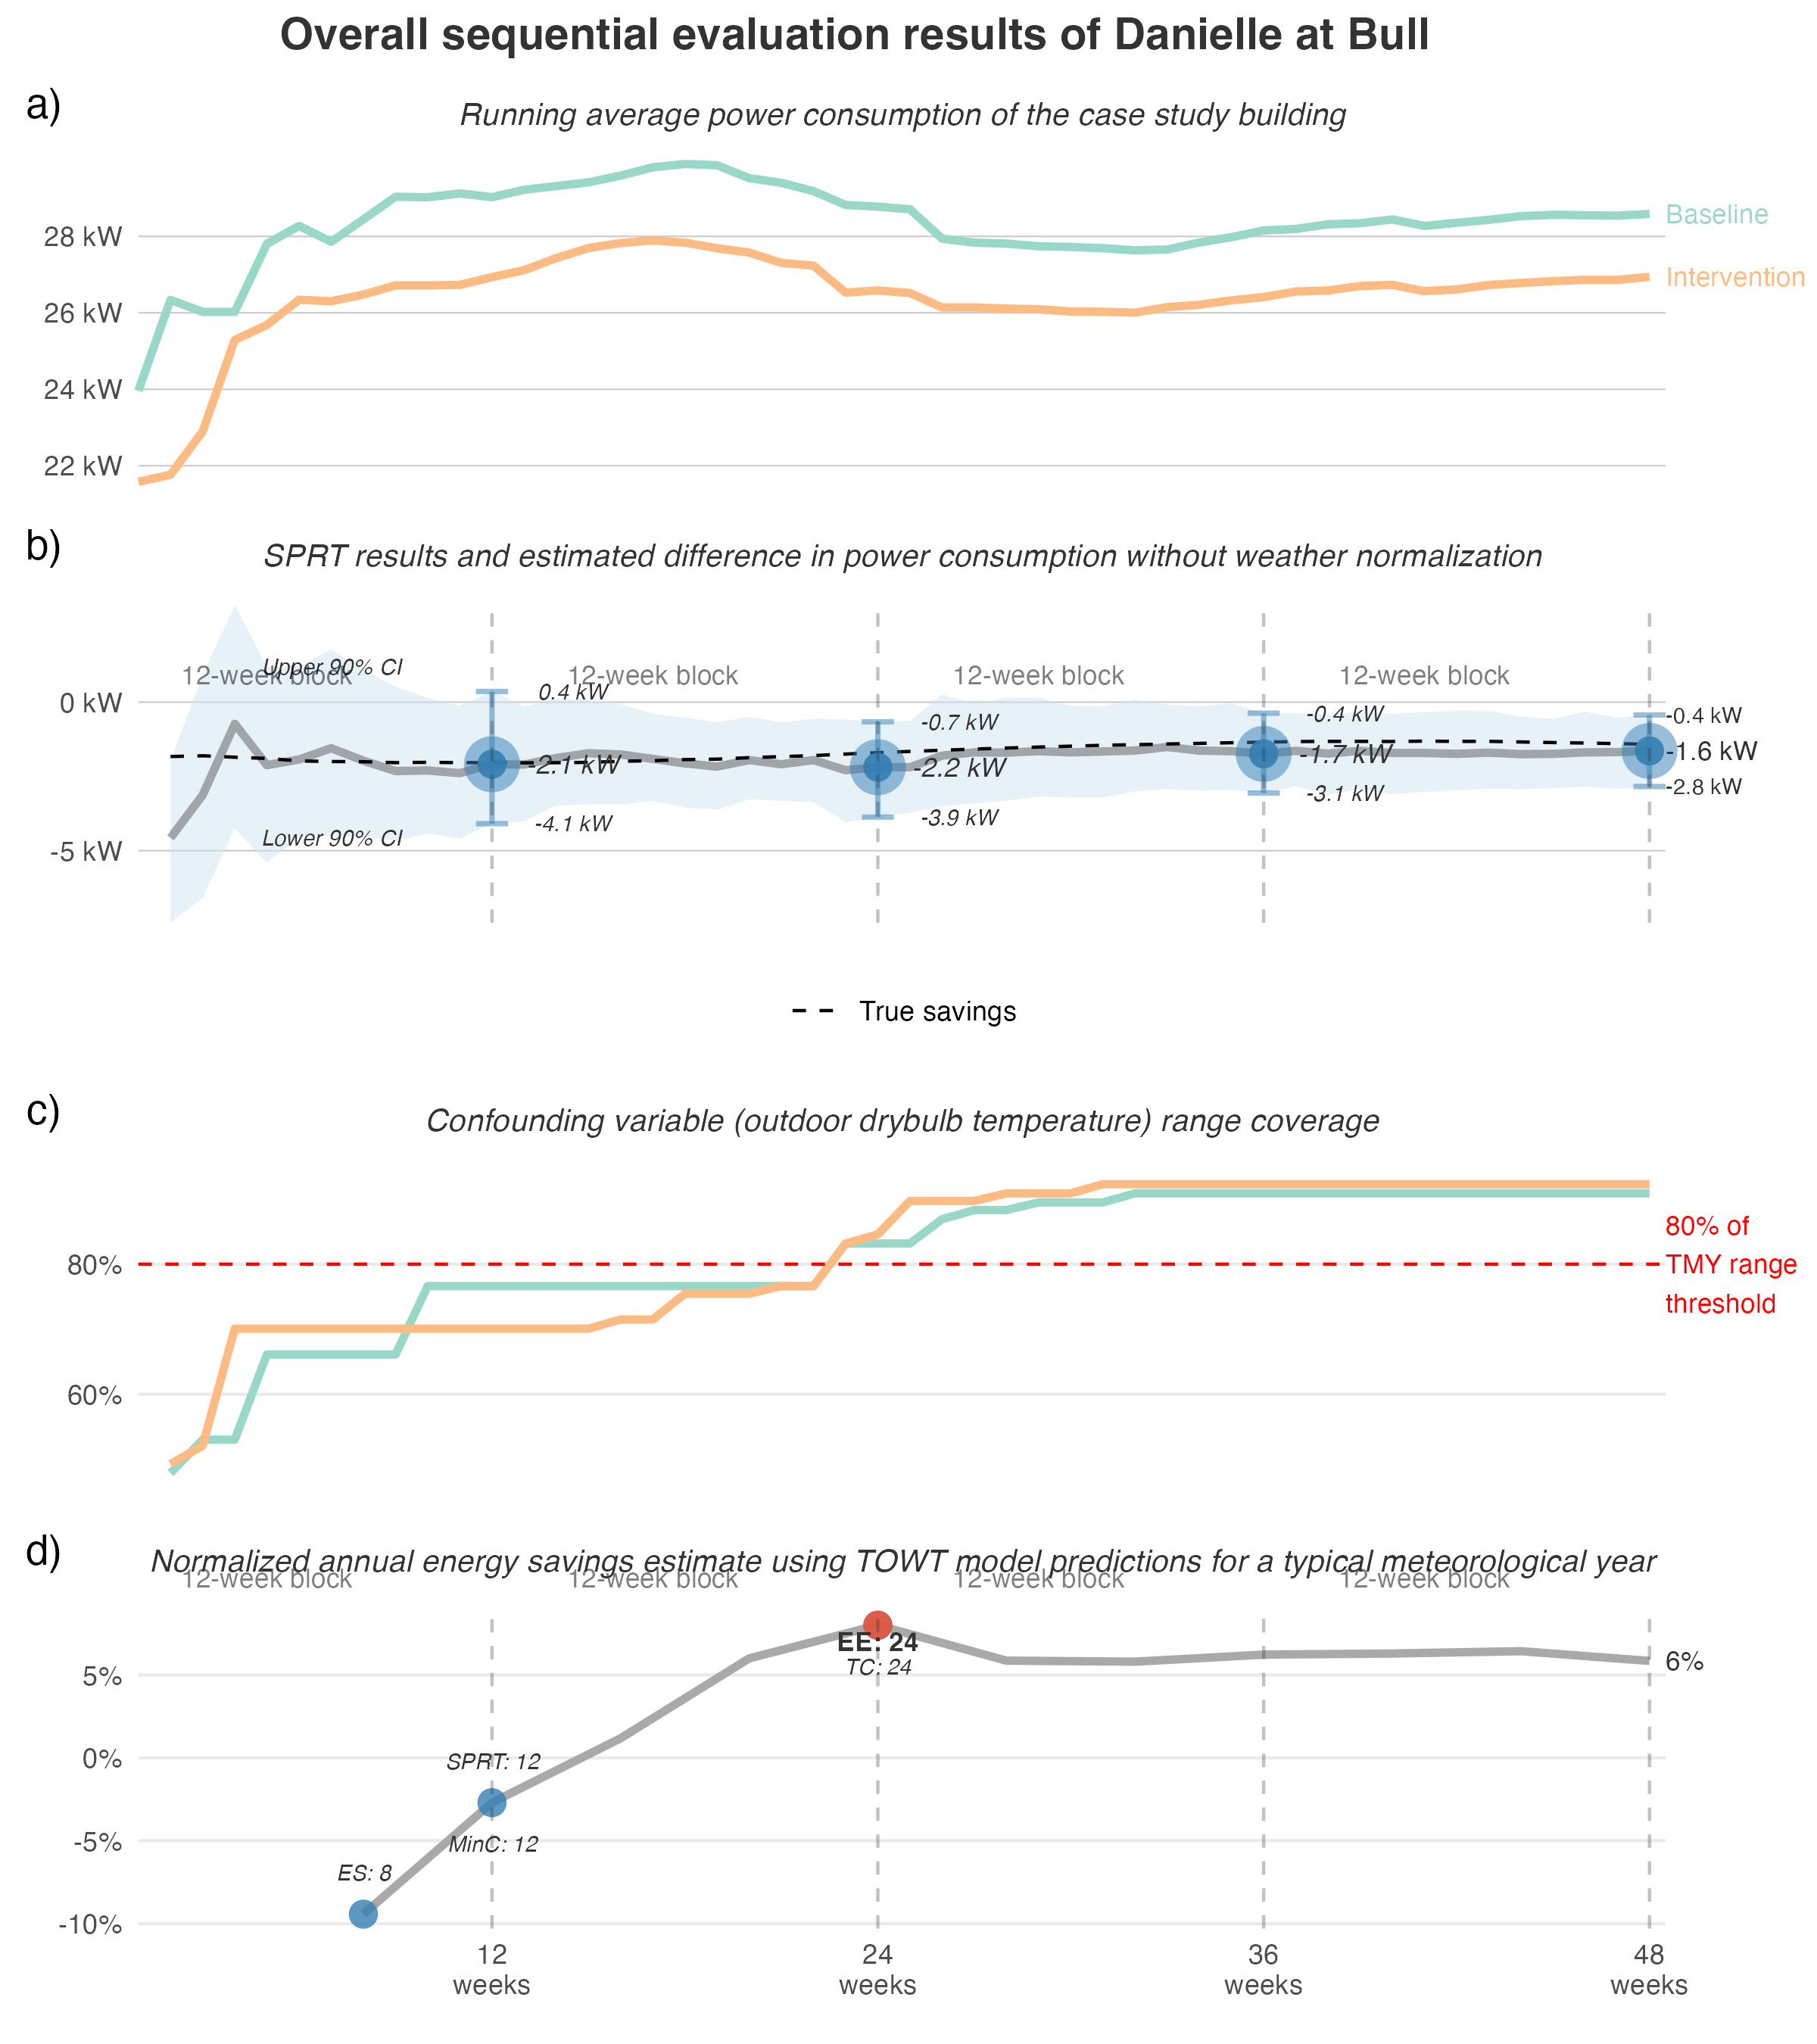 Overall sequential evaluation results of Danielle at Bull
a)
Running average power consumption of the case study building
28 kW
26 kW
24 kW
22 kW
Baseline
Intervention
b)
SPRT results and estimated difference in power consumption without weather normalization
12-week block
12-week block
12-week block
12-week block
Upper 90% CI
Lower 90% CI
0 kW
-5 kW
0.4 kW
-2.1 kW
-4.1 kW
-0.7 kW
-2.2 kW
-3.9 kW
-0.4 kW
-1.7 kW
-3.1 kW
-0.4 kW
-1.6 kW
-2.8 kW
True savings
c)
Confounding variable (outdoor drybulb temperature) range coverage
80%
60%
80% of
TMY range
threshold
d)
Normalized annual energy savings estimate using TOWT model predictions for a typical meteorological year
12-week block
12-week block
12-week block
12-week block
5%
0%
-5%
-10%
ES: 8
SPRT: 12
MinC: 12
EE: 24
TC: 24
6%
12
weeks
24
weeks
36
weeks
48
weeks